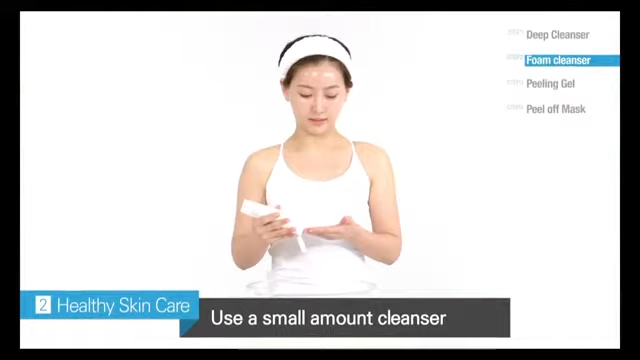 Deep Cleanser
Foam cleanser
Peeling Gel
Peel off Mask
2 Healthy Skin Care
Use a small amount cleanser